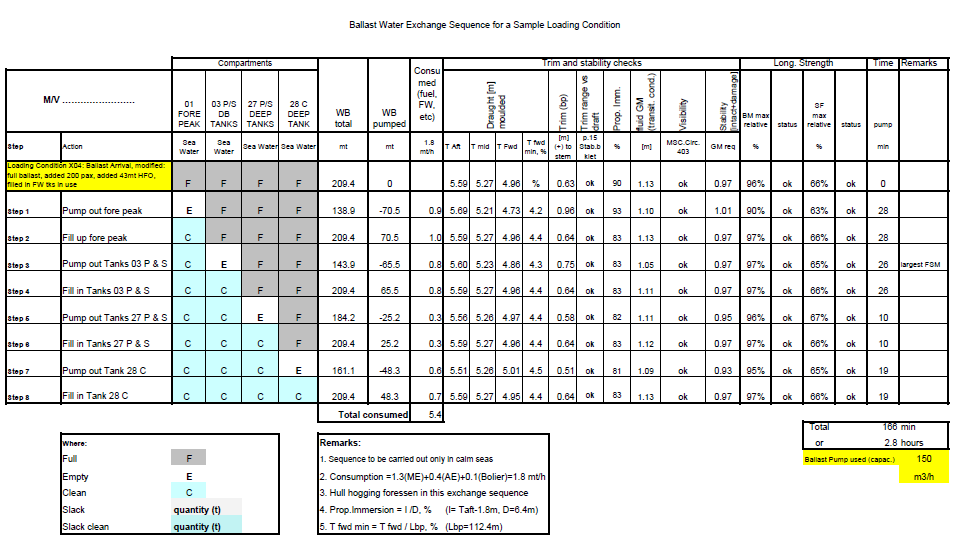 Ballast Water Exchange Sequence for a Sample Loading Condition
Compartments Trim and stability checks Long. Strength Time Remarks
M/V ........................ 01 FORE PEAK 03 P/S DB TANKS 27 P/S DEEP TANKS 28 C DEEP TANK WB total WB pumped Consu med (fuel, FW, etc) Draught [m] moulded Trim (bp) Trim range vs draft Prop. Imm. fluid GM (transit. cond.) Visibility Stability [intact+damage] BM max relative status SF max relative status pump
Step Action Sea Water Sea Water Sea Water Sea Water mt mt 1.8 mt/h T Aft T mid T Fwd T fwd min, % [m] (+) to stern p.15 Stab.b klet % [m] MSC.Circ. 403 GM req % % min
Loading Condition X04: Ballast Arrival, modified: full ballast, added 200 pax, added 43mt HFO, filled in FW tks in use F F F F 209.4 0 5.59 5.27 4.96 % 0.63 ok 90 1.13 ok 0.97 96% ok 66% ok 0
Step 1 Pump out fore peak E F F F 138.9 -70.5 0.9 5.69 5.21 4.73 4.2 0.96 ok 93 1.10 ok 1.01 90% ok 63% ok 28
Step 2 Fill up fore peak C F F F 209.4 70.5 1.0 5.59 5.27 4.96 4.4 0.64 ok 83 1.13 ok 0.97 97% ok 66% ok 28
Step 3 Pump out Tanks 03 P & S C E F F 143.9 -65.5 0.8 5.60 5.23 4.86 4.3 0.75 ok 83 1.05 ok 0.97 97% ok 65% ok 26 largest FSM
Step 4 Fill in Tanks 03 P & S C C F F 209.4 65.5 0.8 5.59 5.27 4.96 4.4 0.64 ok 83 1.11 ok 0.97 97% ok 66% ok 26
Step 5 Pump out Tanks 27 P & S C C E F 184.2 -25.2 0.3 5.56 5.26 4.97 4.4 0.58 ok 82 1.11 ok 0.95 96% ok 67% ok 10
Step 6 Fill in Tanks 27 P & S C C C F 209.4 25.2 0.3 5.59 5.27 4.96 4.4 0.64 ok 83 1.12 ok 0.97 97% ok 66% ok 10
Step 7 Pump out Tank 28 C C C C E 161.1 -48.3 0.6 5.51 5.26 5.01 4.5 0.51 ok 81 1.09 ok 0.93 95% ok 65% ok 19
Step 8 Fill in Tank 28 C C C C C 209.4 48.3 0.7 5.59 5.27 4.95 4.4 0.64 ok 83 1.13 ok 0.97 97% ok 66% ok 19
Total consumed 5.4
Total 166 min
or 2.8 hours
Ballast Pump used (capac.) 150
m3/h
Where:
Full F
Empty E
Clean C
Slack quantity (t)
Slack clean quantity (t)
Remarks:
1. Sequence to be carried out only in calm seas
2. Consumption =1.3(ME)+0.4(AE)+0.1(Bolier)=1.8 mt/h
3. Hull hogging foressen in this exchange sequence
4. Prop.Immersion = I /D, % (I= Taft-1.8m, D=6.4m)
5. T fwd min = T fwd / Lbp, % (Lbp=112.4m)